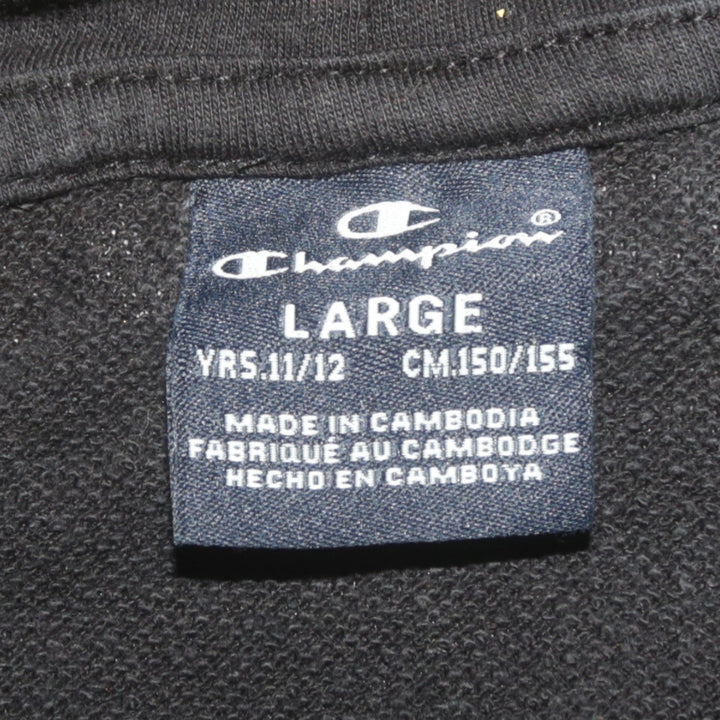 Champion®
LARGE
YRS.11/12 CM.150/155
MADE IN CAMBODIA
FABRIQUÉ AU CAMBODGE
HECHO EN CAMBOYA